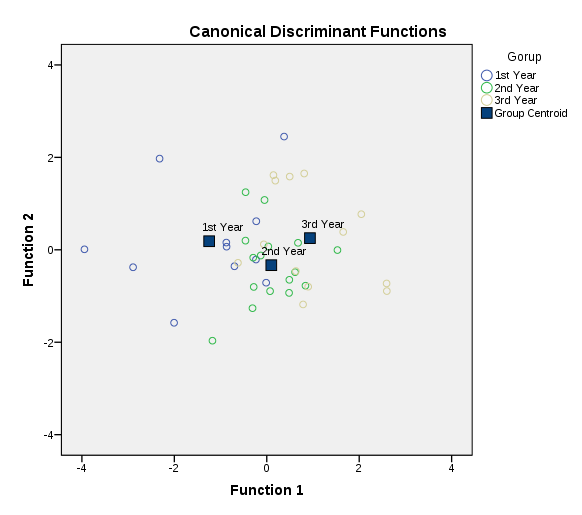 Canonical Discriminant Functions
Gorup
1st Year
2nd Year
3rd Year
Group Centroid
4
2
0
-2
-4
Function 2
1st Year
3rd Year
2nd Year
-4
-2
0
2
4
Function 1